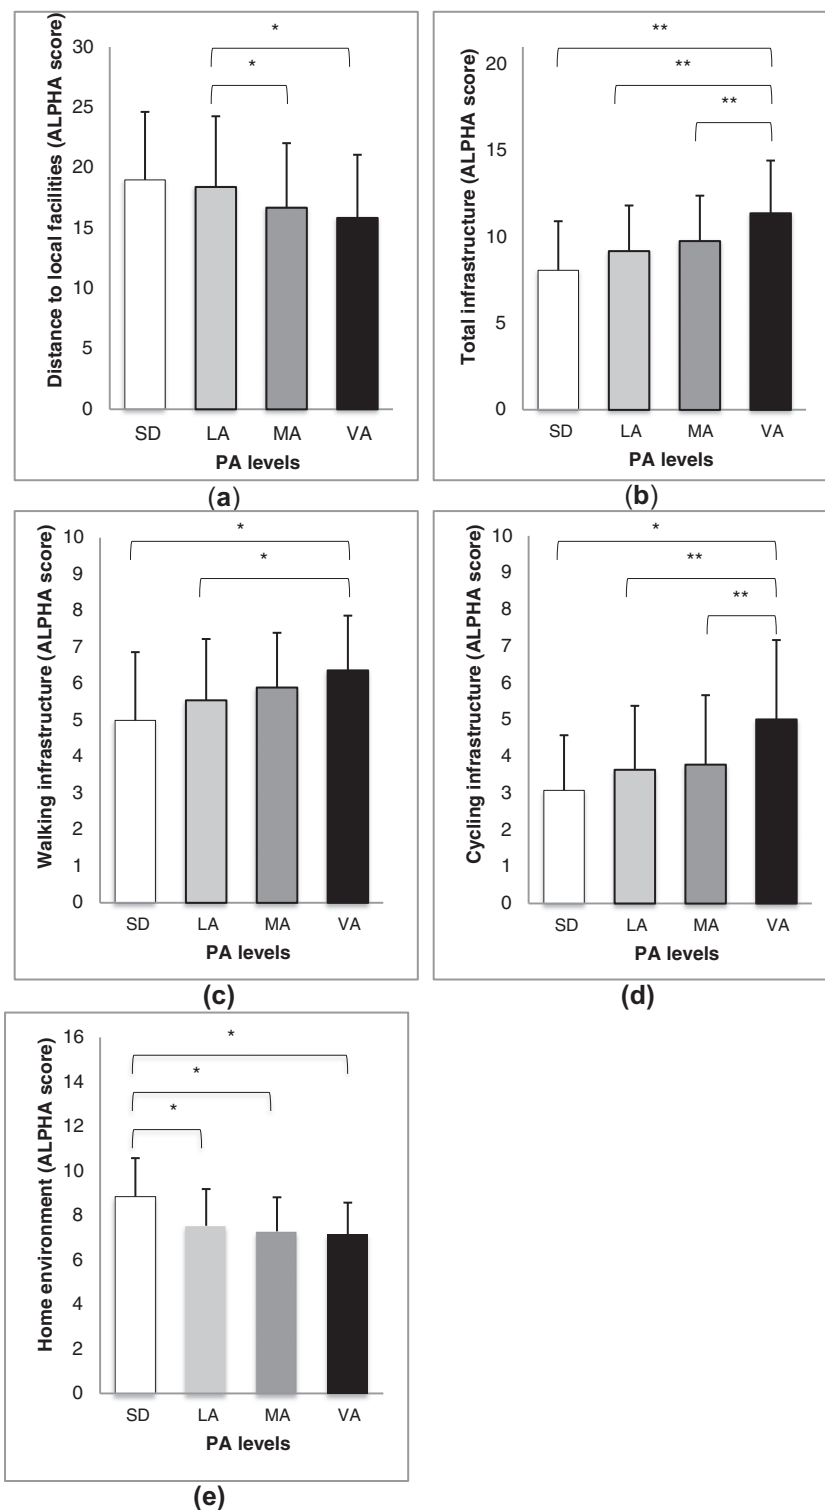 Distance to local facilities (ALPHA score)
30
25
20
15
10
5
0
*
*
SD LA MA VA
PA levels
(a)
Total infrastructure (ALPHA score)
20
15
10
5
0
**
**
**
SD LA MA VA
PA levels
(b)
Walking infrastructure (ALPHA score)
10
9
8
7
6
5
4
3
2
1
0
*
*
SD LA MA VA
PA levels
(c)
Cycling infrastructure (ALPHA score)
10
9
8
7
6
5
4
3
2
1
0
*
**
**
SD LA MA VA
PA levels
(d)
Home environment (ALPHA score)
16
14
12
10
8
6
4
2
0
*
*
*
SD LA MA VA
PA levels
(e)